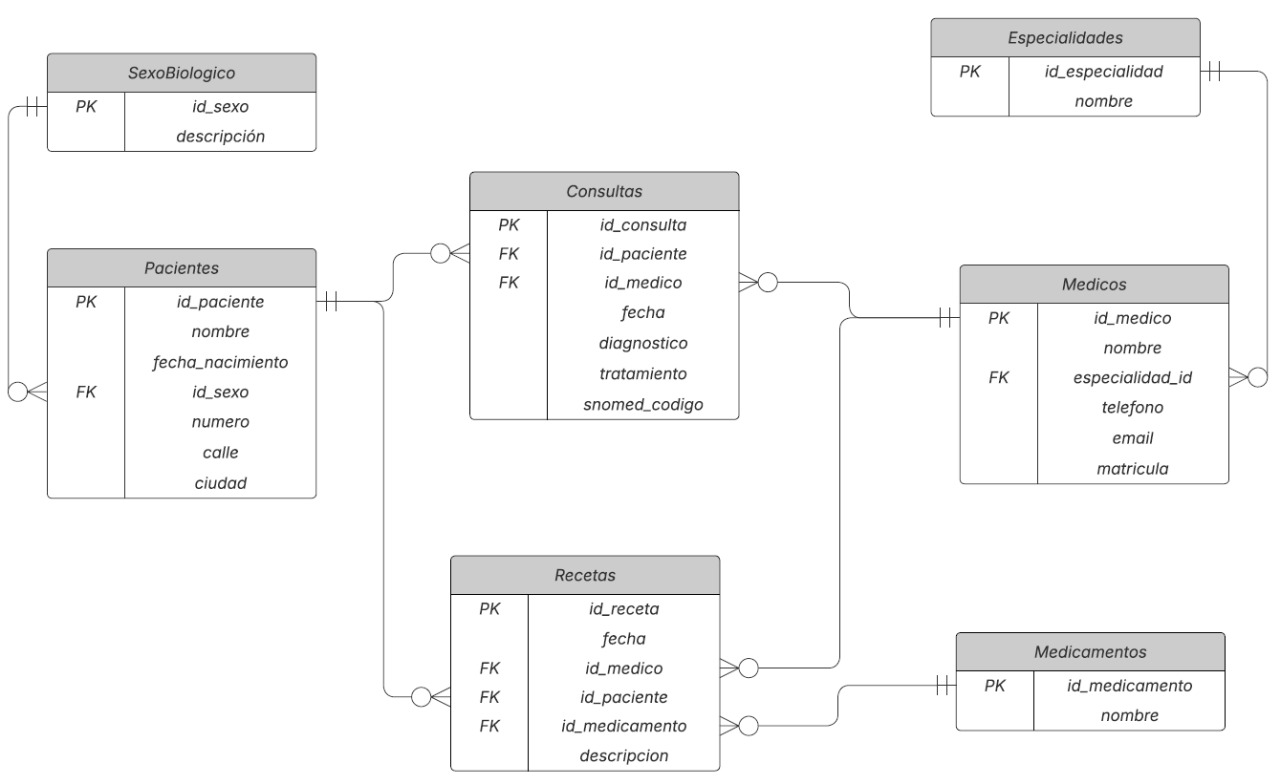 SexoBiologico
PK id_sexo
descripción
Especialidades
PK id_especialidad
nombre
Consultas
PK id_consulta
FK id_paciente
FK id_medico
fecha
diagnostico
tratamiento
snomed_codigo
Pacientes
PK id_paciente
nombre
fecha_nacimiento
FK id_sexo
numero
calle
ciudad
Medicos
PK id_medico
nombre
FK especialidad_id
telefono
email
matricula
Recetas
PK id_receta
fecha
FK id_medico
FK id_paciente
FK id_medicamento
descripcion
Medicamentos
PK id_medicamento
nombre